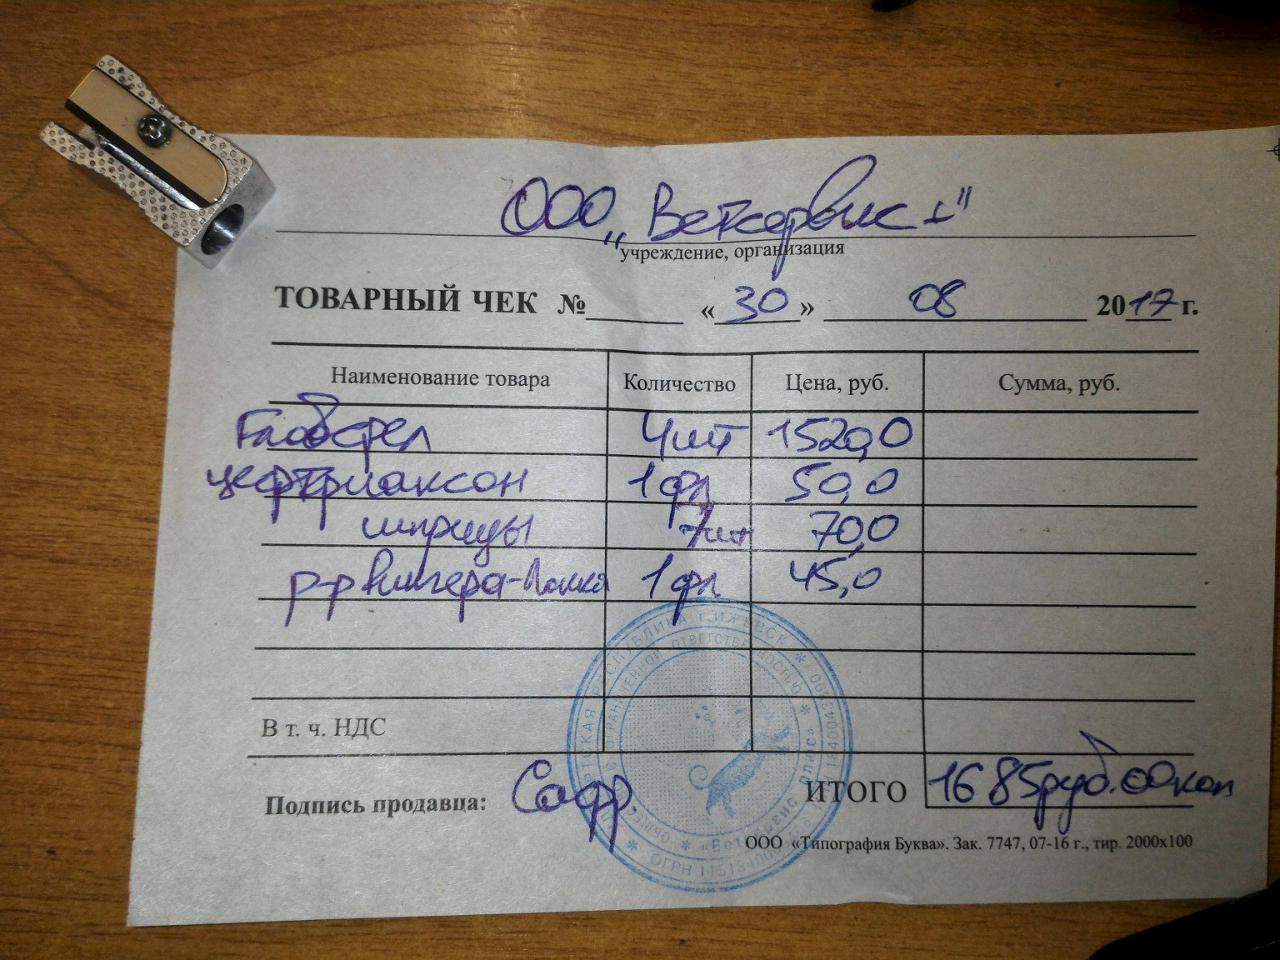 ООО „Ветсервис +"
учреждение, организация
ТОВАРНЫЙ ЧЕК № «30» 08 2017 г.
Наименование товара Количество Цена, руб. Сумма, руб.
4шт 1520,0
цефтриаксон 1фл 50,0
шприцы 7шт 70,0
р-р Рингера-Локка 1фл 45,0
В т. ч. НДС
Подпись продавца: ИТОГО 1685руб.00коп
ООО «Типография Буква». Зак. 7747, 07-16 г., тир. 2000х100